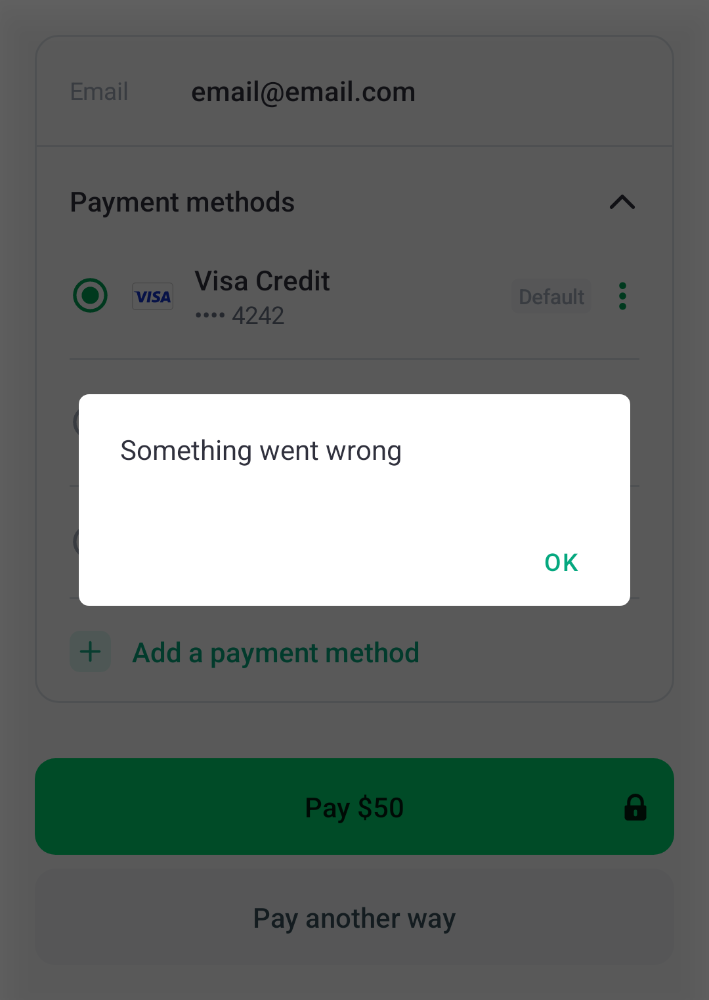 Email email@email.com
Payment methods
VISA Visa Credit Default
•••• 4242
Something went wrong
OK
Add a payment method
Pay $50
Pay another way